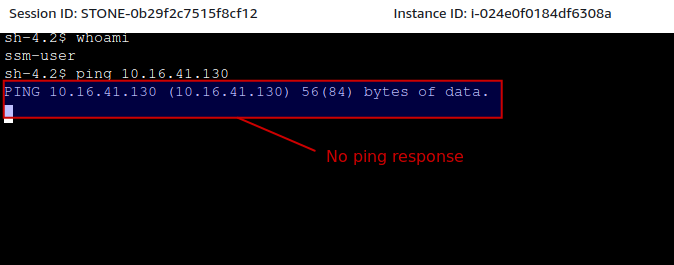 Session ID: STONE-0b29f2c7515f8cf12 Instance ID: i-024e0f0184df6308a
sh-4.2$ whoami
ssm-user
sh-4.2$ ping 10.16.41.130
PING 10.16.41.130 (10.16.41.130) 56(84) bytes of data.
No ping response